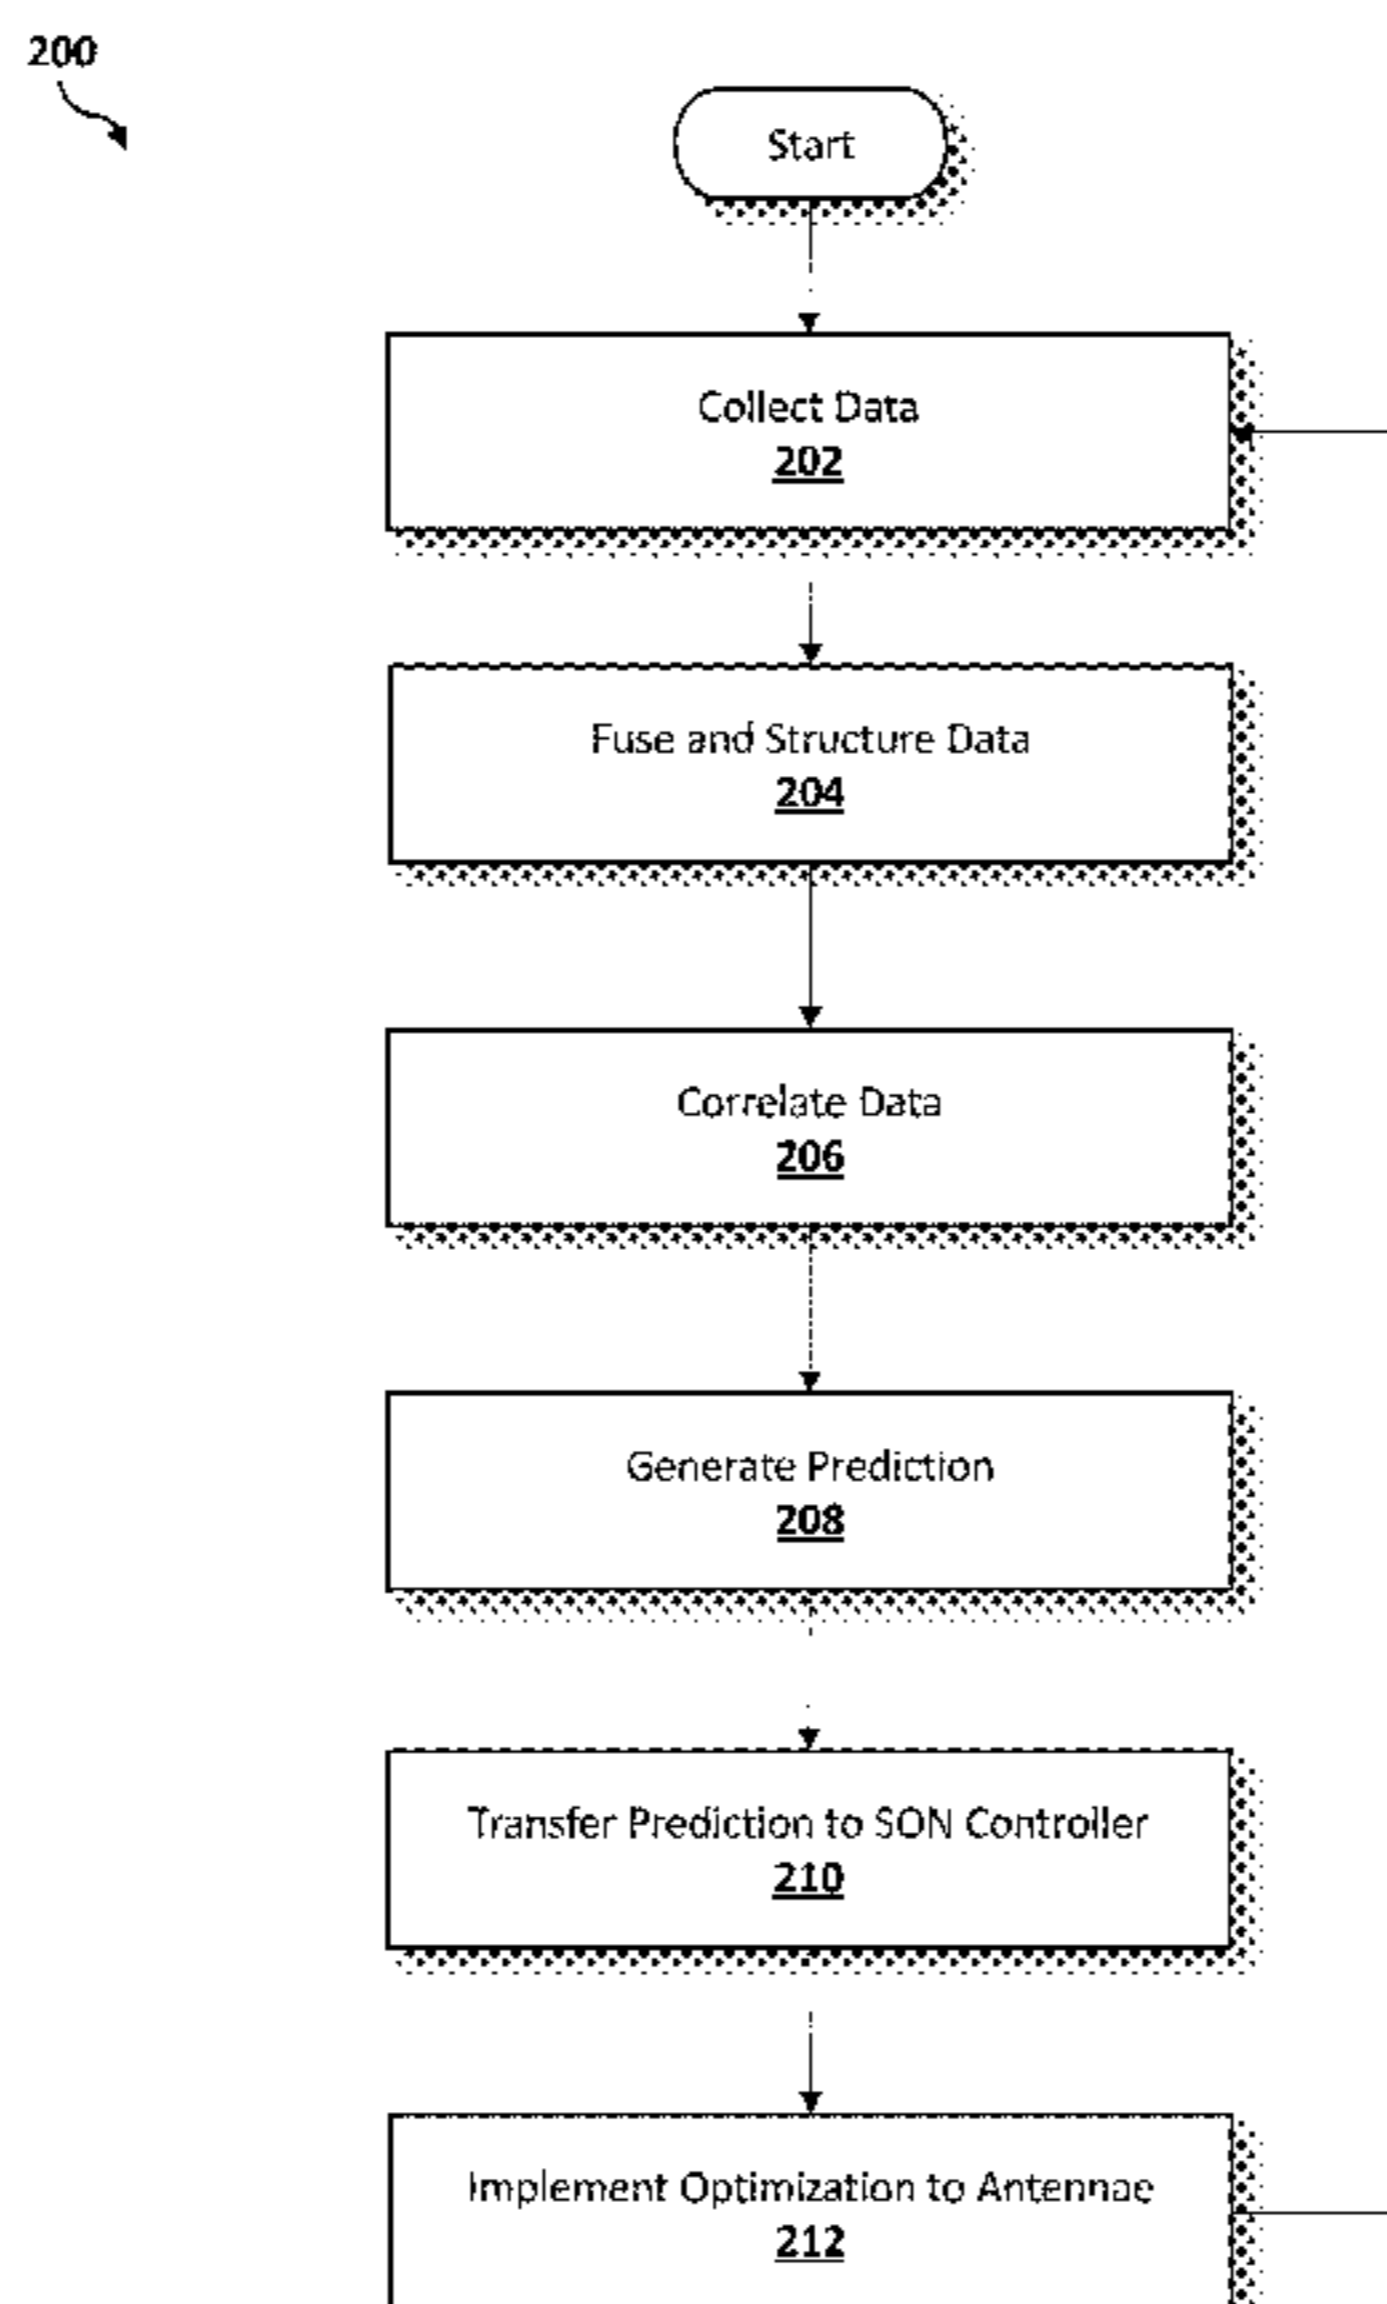 200
Start
Collect Data
202
Fuse and Structure Data
204
Correlate Data
206
Generate Prediction
208
Transfer Prediction to SON Controller
210
Implement Optimization to Antennae
212